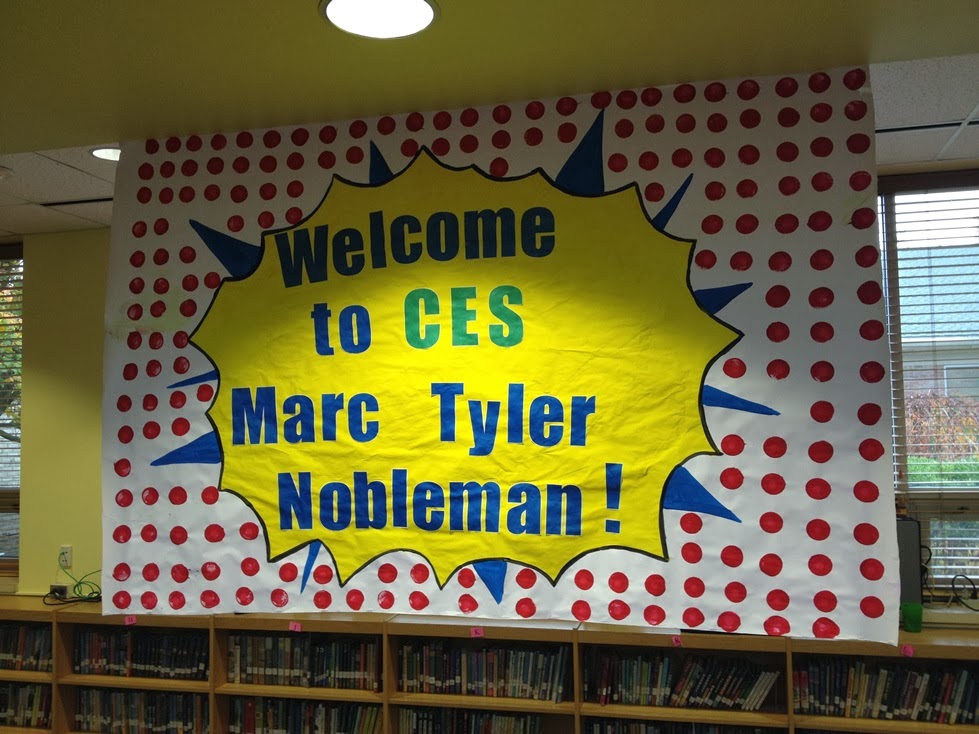 Welcome
to CES
Marc Tyler
Nobleman!